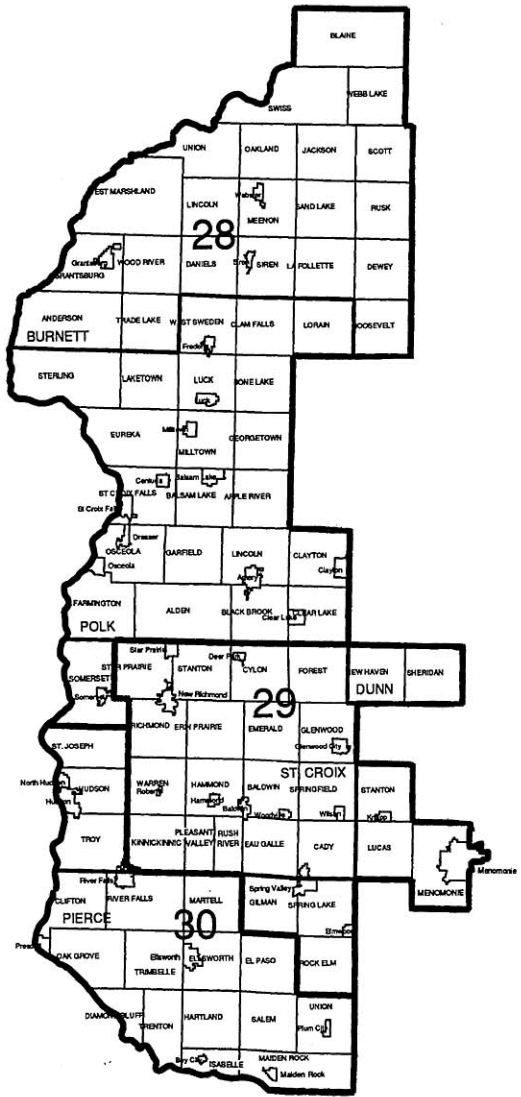 BLAINE
WEBB LAKE
SWISS
UNION
OAKLAND
JACKSON
SCOTT
WEST MARSHLAND
LINCOLN
Webster
MEENON
SAND LAKE
RUSK
28
Grantsburg
GRANTSBURG
WOOD RIVER
DANIELS
Siren
SIREN
LA FOLLETTE
DEWEY
ANDERSON
TRADE LAKE
WEST SWEDEN
CLAM FALLS
LORAIN
ROOSEVELT
BURNETT
Frederic
STERLING
LAKETOWN
LUCK
BONE LAKE
Luck
EUREKA
Milltown
MILLTOWN
GEORGETOWN
Centuria
Balsam Lake
ST CROIX FALLS
BALSAM LAKE
APPLE RIVER
St Croix Falls
Dresser
OSCEOLA
Osceola
GARFIELD
LINCOLN
CLAYTON
Clayton
Amery
FARMINGTON
ALDEN
BLACK BROOK
Clear Lake
CLEAR LAKE
POLK
Star Prairie
Deer Park
STAR PRAIRIE
STANTON
CYLON
FOREST
NEW HAVEN
SHERIDAN
SOMERSET
Somerset
New Richmond
29
DUNN
RICHMOND
ERIN PRAIRIE
EMERALD
GLENWOOD
ST. JOSEPH
Glenwood City
ST. CROIX
North Hudson
HUDSON
Hudson
WARREN
Roberts
HAMMOND
Hammond
BALDWIN
Baldwin
SPRINGFIELD
Woodville
Wilson
STANTON
Knapp
TROY
KINNICKINNIC
PLEASANT VALLEY
RUSH RIVER
EAU GALLE
CADY
LUCAS
Menomonie
MENOMONIE
River Falls
CLIFTON
RIVER FALLS
MARTELL
Spring Valley
GILMAN
SPRING LAKE
PIERCE
30
Elmwood
Prescott
OAK GROVE
Ellsworth
TRIMBELLE
ELLSWORTH
EL PASO
ROCK ELM
DIAMOND BLUFF
TRENTON
HARTLAND
SALEM
UNION
Plum City
Bay City
ISABELLE
MAIDEN ROCK
Maiden Rock